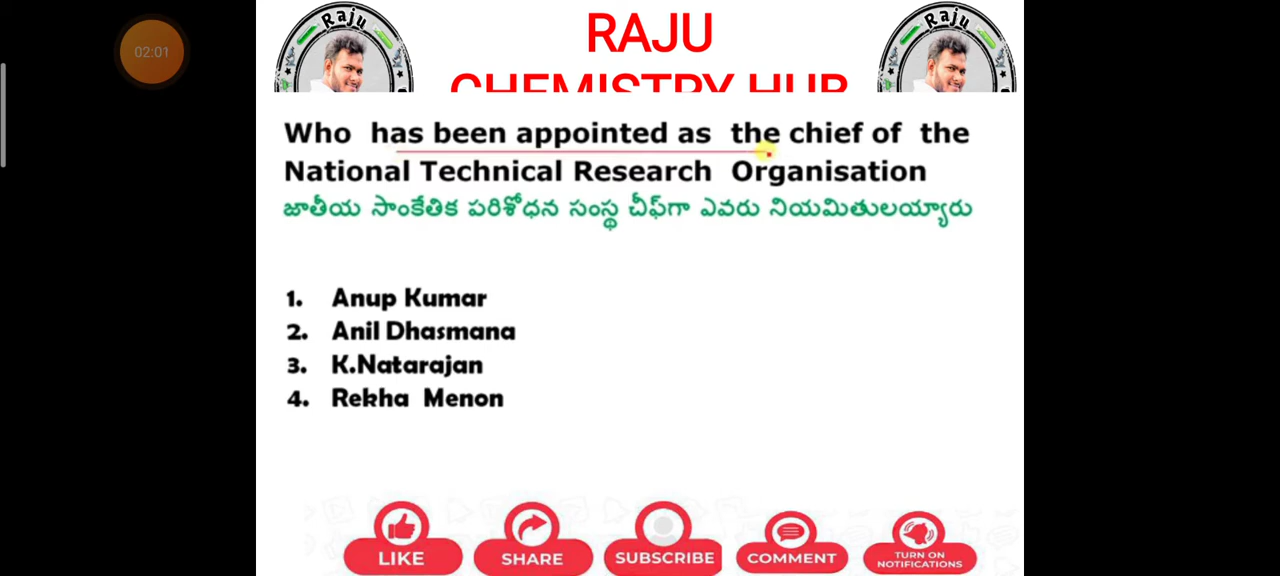 02:01
Raju
Raju
RAJU
CHEMISTRY HUB
Who has been appointed as the chief of the
National Technical Research Organisation
జాతీయ సాంకేతిక పరిశోధన సంస్థ చీఫ్‌గా ఎవరు నియమితులయ్యారు
1. Anup Kumar
2. Anil Dhasmana
3. K.Natarajan
4. Rekha Menon
LIKE
SHARE
SUBSCRIBE
COMMENT
TURN ON
NOTIFICATIONS